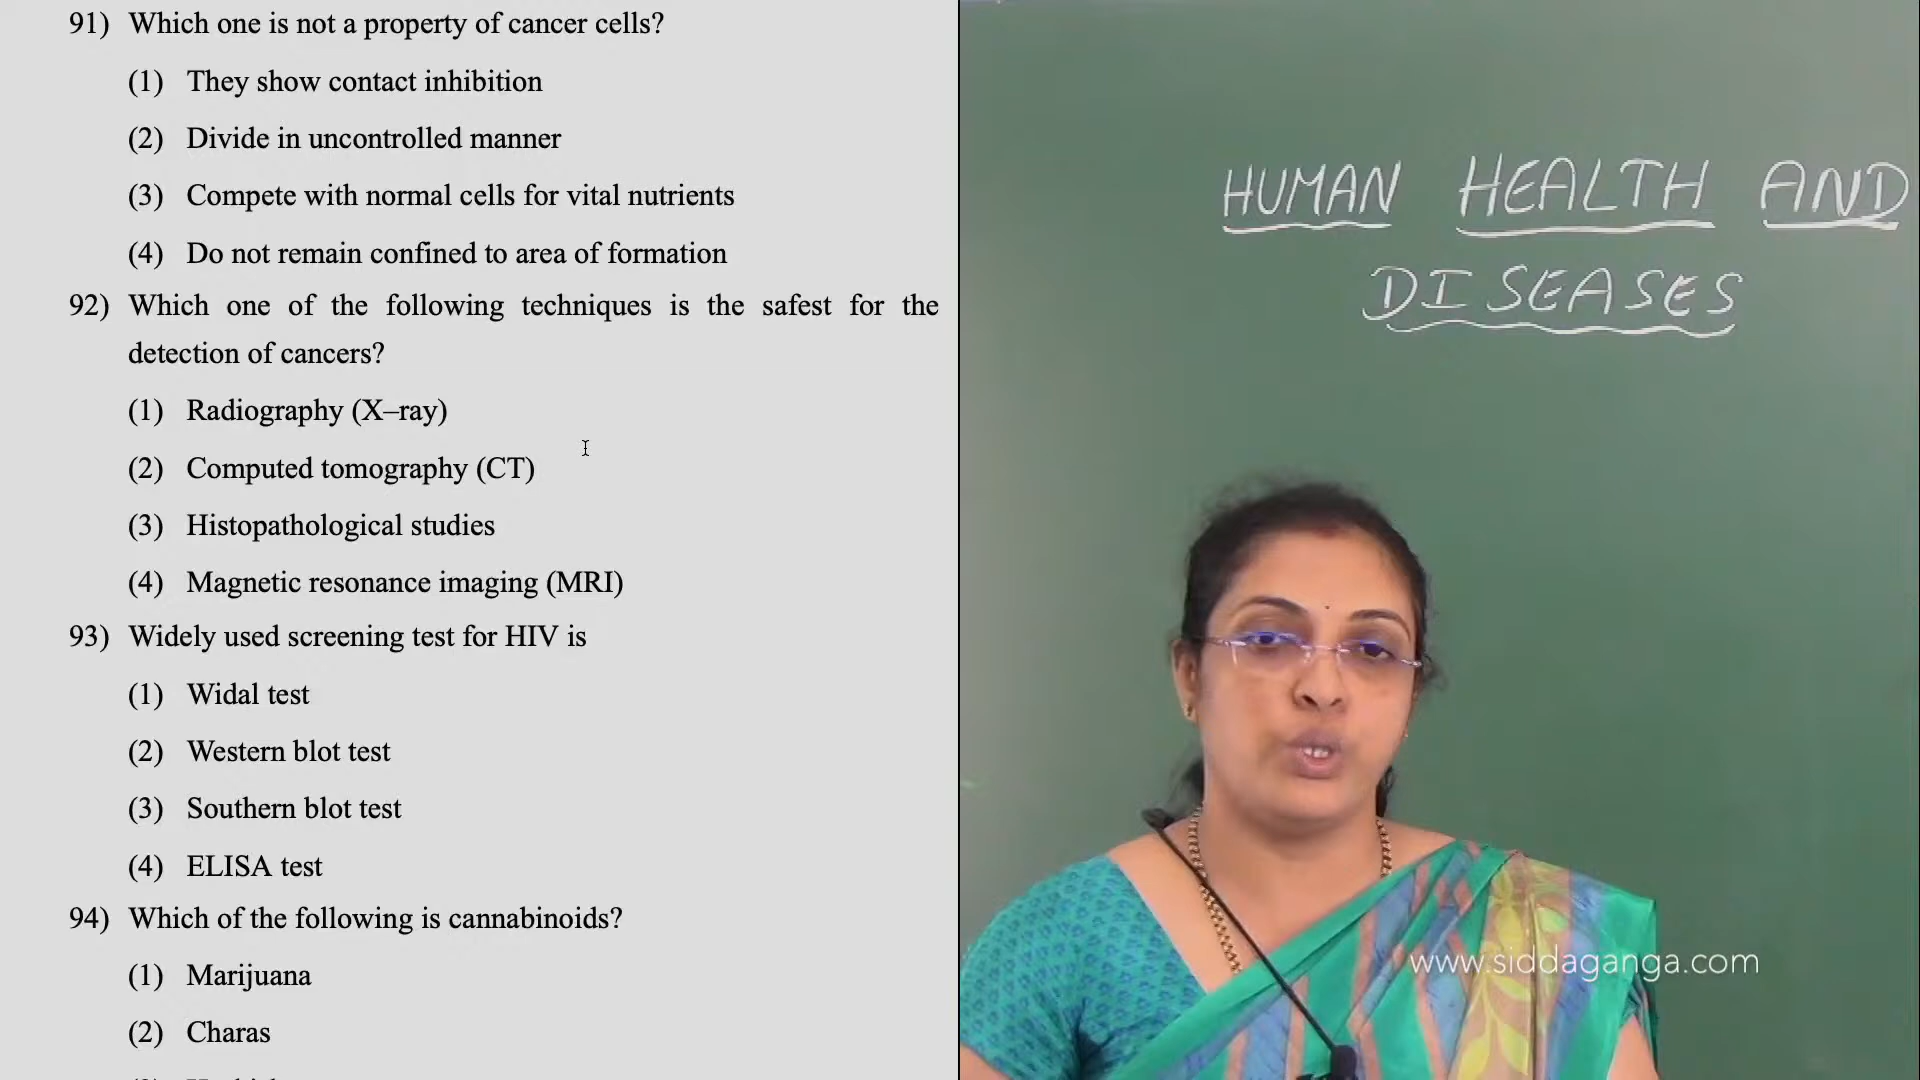 91) Which one is not a property of cancer cells?
(1) They show contact inhibition
(2) Divide in uncontrolled manner
(3) Compete with normal cells for vital nutrients
(4) Do not remain confined to area of formation
92) Which one of the following techniques is the safest for the
detection of cancers?
(1) Radiography (X–ray)
(2) Computed tomography (CT)
(3) Histopathological studies
(4) Magnetic resonance imaging (MRI)
93) Widely used screening test for HIV is
(1) Widal test
(2) Western blot test
(3) Southern blot test
(4) ELISA test
94) Which of the following is cannabinoids?
(1) Marijuana
(2) Charas
HUMAN HEALTH AND
DISEASES
www.siddaganga.com